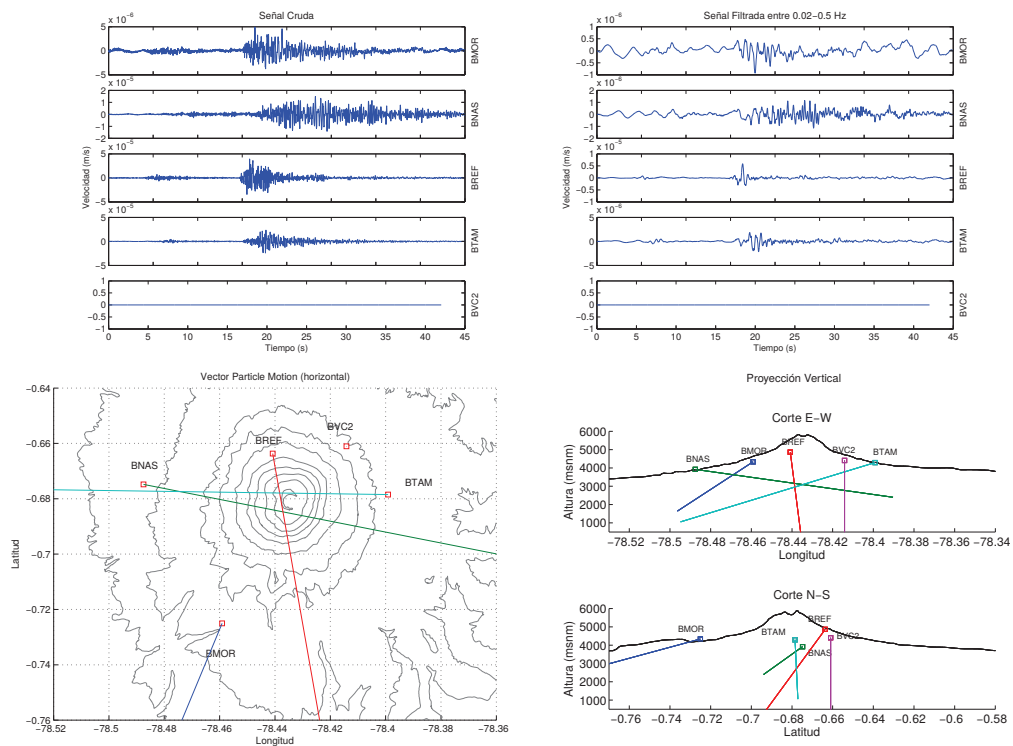 Señal Cruda
x 10⁻⁶
5
0
−5
BMOR
x 10⁻⁵
2
1
0
−1
−2
BNAS
x 10⁻⁵
5
0
−5
BREF
Velocidad (m/s)
x 10⁻⁵
5
0
−5
BTAM
1
0.5
0
−0.5
−1
BVC2
0 5 10 15 20 25 30 35 40 45
Tiempo (s)
Señal Filtrada entre 0.02−0.5 Hz
x 10⁻⁶
1
0.5
0
−0.5
−1
BMOR
x 10⁻⁶
2
1
0
−1
−2
BNAS
x 10⁻⁵
1
0.5
0
−0.5
−1
BREF
Velocidad (m/s)
5
0
−5
BTAM
1
0.5
0
−0.5
−1
BVC2
0 5 10 15 20 25 30 35 40 45
Tiempo (s)
Vector Particle Motion (horizontal)
−0.64
−0.66
−0.68
−0.7
−0.72
−0.74
−0.76
Latitud
BVC2
BREF
BNAS
BTAM
BMOR
−78.52 −78.5 −78.48 −78.46 −78.44 −78.42 −78.4 −78.38 −78.36
Longitud
Proyección Vertical
Corte E−W
6000
5000
4000
3000
2000
1000
Altura (msnm)
BREF
BMOR
BVC2
BTAM
BNAS
−78.52 −78.5 −78.48 −78.46 −78.44 −78.42 −78.4 −78.38 −78.36 −78.34
Longitud
Corte N−S
6000
5000
4000
3000
2000
1000
Altura (msnm)
BREF
BMOR
BTAM
BVC2
BNAS
−0.76 −0.74 −0.72 −0.7 −0.68 −0.66 −0.64 −0.62 −0.6 −0.58
Latitud